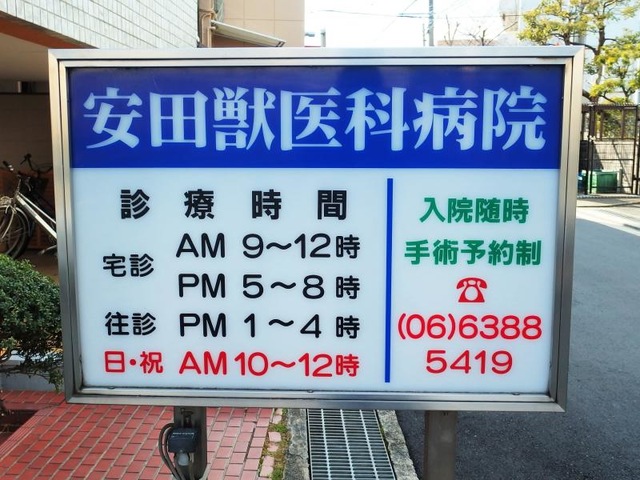 安田獣医科病院
診療時間
宅診 AM 9〜12時
PM 5〜8時
往診 PM 1〜4時
日・祝 AM 10〜12時
入院随時
手術予約制
☎
(06)6388
5419